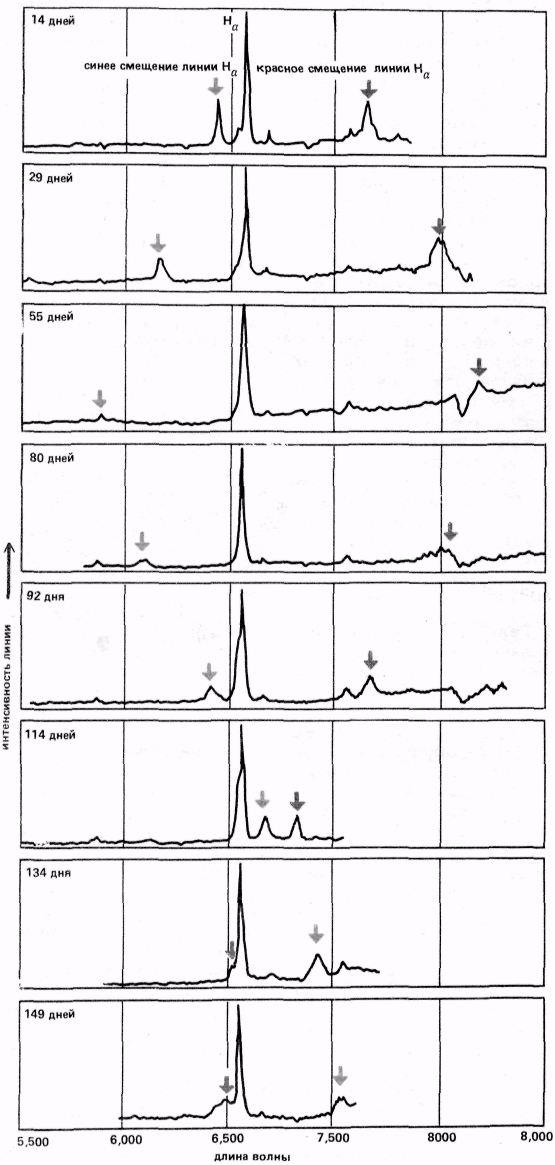 14 дней
Hα
синее смещение линии Hα
красное смещение линии Hα
29 дней
55 дней
80 дней
92 дня
114 дней
134 дня
149 дней
интенсивность линии
5,500 6,000 6,500 7,500 8000 8,000
длина волны